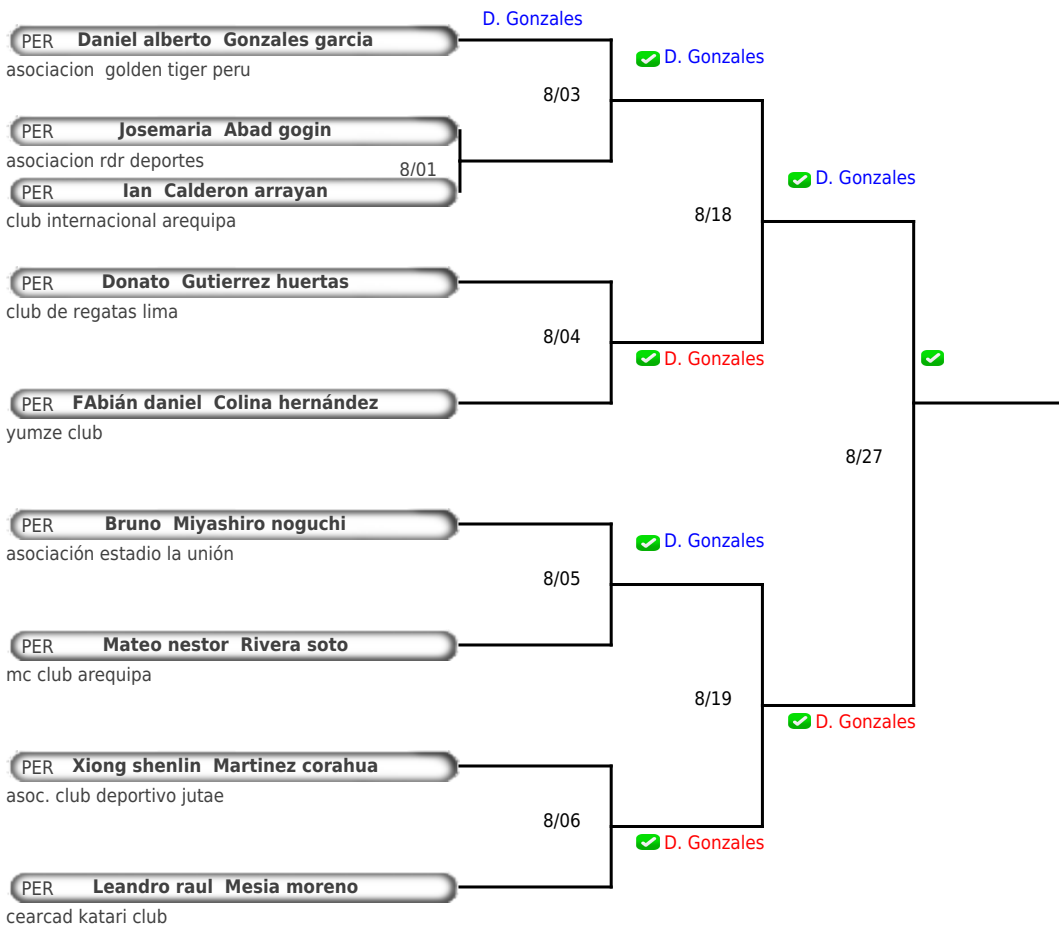 D. Gonzales
PER Daniel alberto Gonzales garcia
asociacion golden tiger peru
D. Gonzales
8/03
PER Josemaria Abad gogin
asociacion rdr deportes
8/01
PER Ian Calderon arrayan
club internacional arequipa
D. Gonzales
8/18
PER Donato Gutierrez huertas
club de regatas lima
8/04
D. Gonzales
PER FAbián daniel Colina hernández
yumze club
8/27
PER Bruno Miyashiro noguchi
asociación estadio la unión
D. Gonzales
8/05
PER Mateo nestor Rivera soto
mc club arequipa
8/19
D. Gonzales
PER Xiong shenlin Martinez corahua
asoc. club deportivo jutae
8/06
D. Gonzales
PER Leandro raul Mesia moreno
cearcad katari club